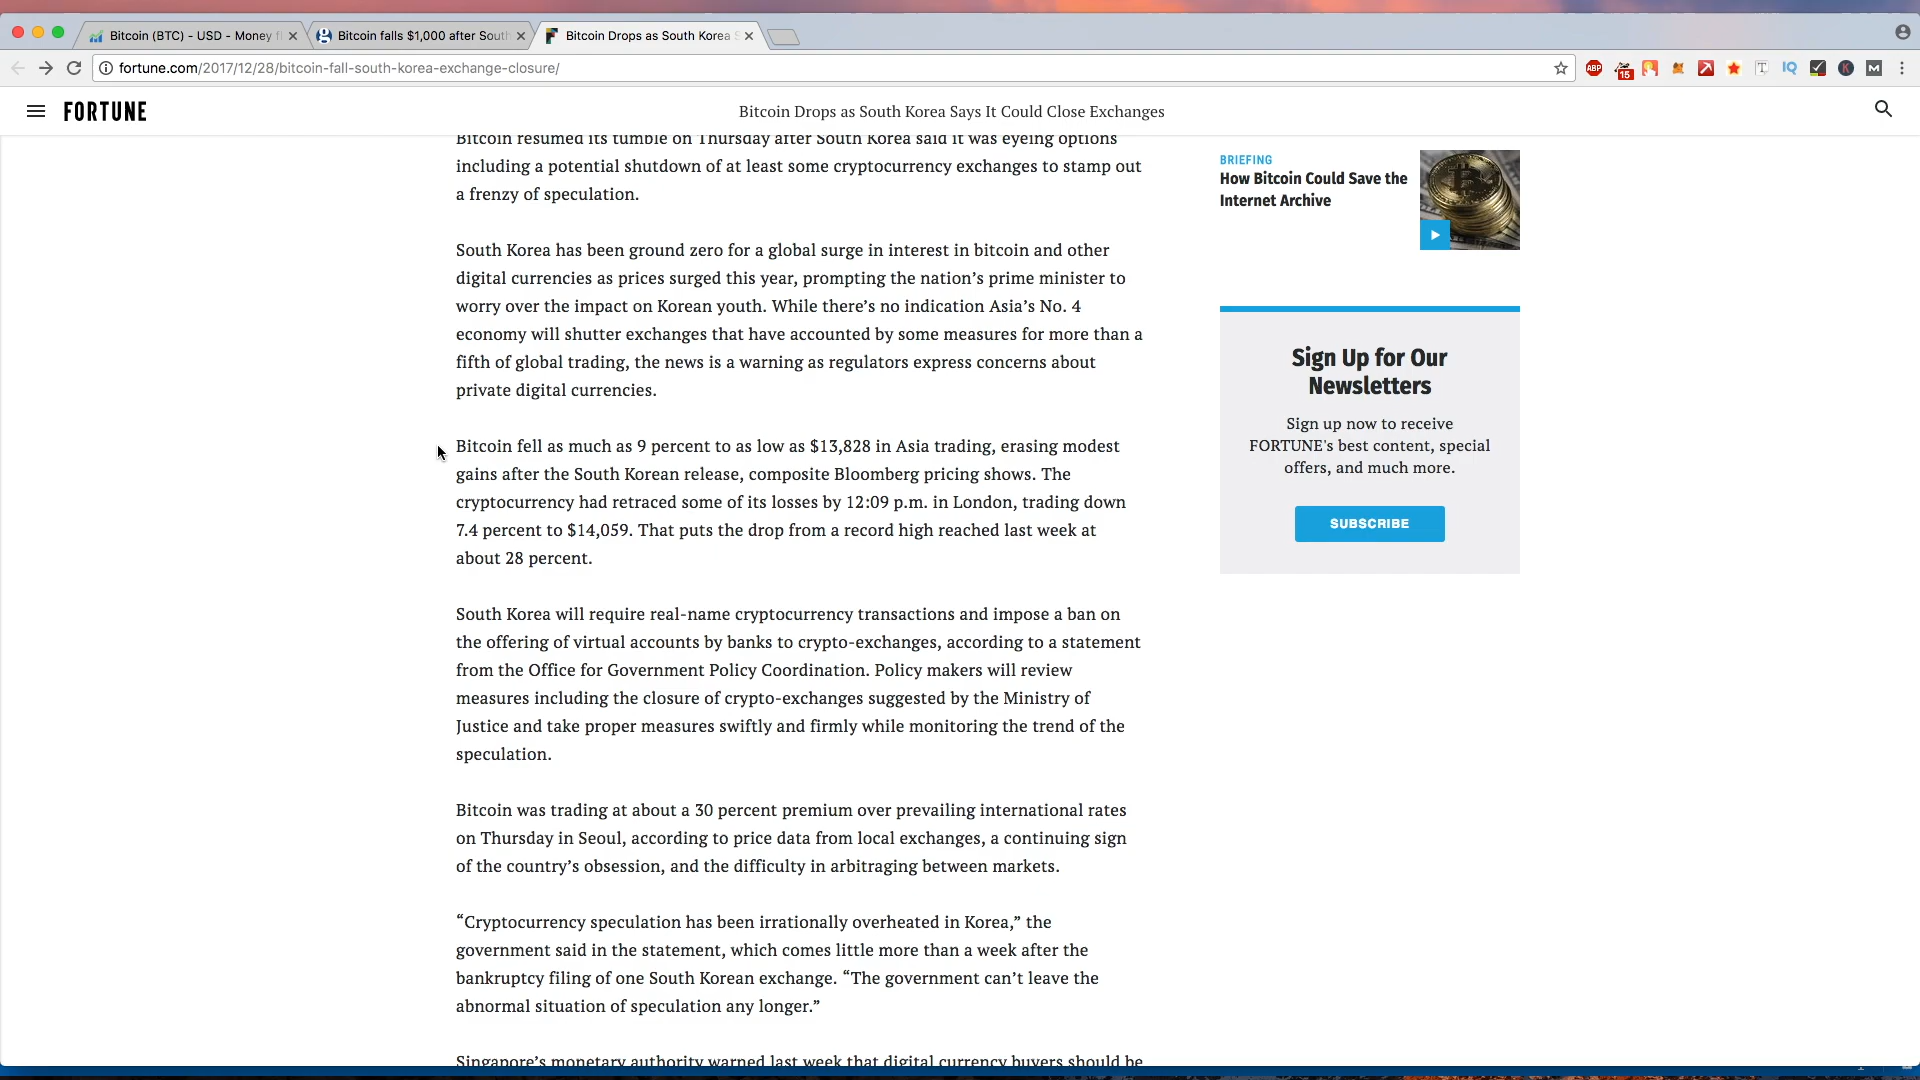 Bitcoin (BTC) - USD - Money f
Bitcoin falls $1,000 after South
Bitcoin Drops as South Korea S
fortune.com/2017/12/28/bitcoin-fall-south-korea-exchange-closure/
ABP
15
T
IQ
K
M
FORTUNE
Bitcoin Drops as South Korea Says It Could Close Exchanges
Bitcoin resumed its tumble on Thursday after South Korea said it was eyeing options
including a potential shutdown of at least some cryptocurrency exchanges to stamp out
a frenzy of speculation.
South Korea has been ground zero for a global surge in interest in bitcoin and other
digital currencies as prices surged this year, prompting the nation’s prime minister to
worry over the impact on Korean youth. While there’s no indication Asia’s No. 4
economy will shutter exchanges that have accounted by some measures for more than a
fifth of global trading, the news is a warning as regulators express concerns about
private digital currencies.
Bitcoin fell as much as 9 percent to as low as $13,828 in Asia trading, erasing modest
gains after the South Korean release, composite Bloomberg pricing shows. The
cryptocurrency had retraced some of its losses by 12:09 p.m. in London, trading down
7.4 percent to $14,059. That puts the drop from a record high reached last week at
about 28 percent.
South Korea will require real-name cryptocurrency transactions and impose a ban on
the offering of virtual accounts by banks to crypto-exchanges, according to a statement
from the Office for Government Policy Coordination. Policy makers will review
measures including the closure of crypto-exchanges suggested by the Ministry of
Justice and take proper measures swiftly and firmly while monitoring the trend of the
speculation.
Bitcoin was trading at about a 30 percent premium over prevailing international rates
on Thursday in Seoul, according to price data from local exchanges, a continuing sign
of the country’s obsession, and the difficulty in arbitraging between markets.
“Cryptocurrency speculation has been irrationally overheated in Korea,” the
government said in the statement, which comes little more than a week after the
bankruptcy filing of one South Korean exchange. “The government can’t leave the
abnormal situation of speculation any longer.”
Singapore’s monetary authority warned last week that digital currency buyers should be
BRIEFING
How Bitcoin Could Save the
Internet Archive
Sign Up for Our
Newsletters
Sign up now to receive
FORTUNE's best content, special
offers, and much more.
SUBSCRIBE